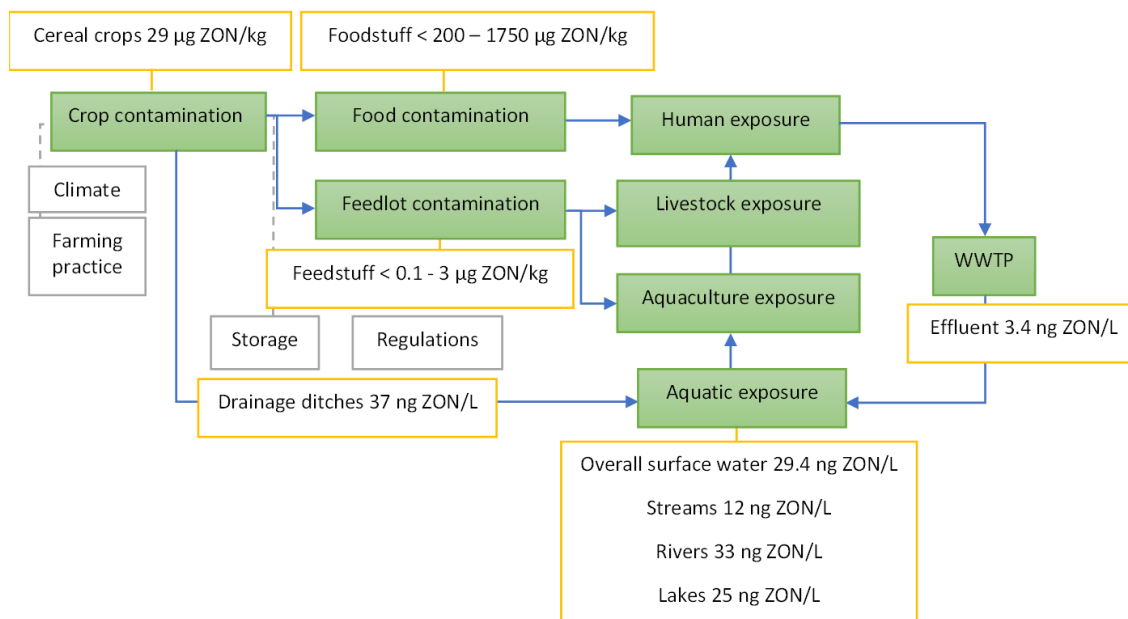 Cereal crops 29 µg ZON/kg
Foodstuff < 200 – 1750 µg ZON/kg
Crop contamination
Food contamination
Human exposure
Climate
Farming
practice
Feedlot contamination
Livestock exposure
WWTP
Feedstuff < 0.1 - 3 µg ZON/kg
Aquaculture exposure
Storage
Regulations
Effluent 3.4 ng ZON/L
Drainage ditches 37 ng ZON/L
Aquatic exposure
Overall surface water 29.4 ng ZON/L
Streams 12 ng ZON/L
Rivers 33 ng ZON/L
Lakes 25 ng ZON/L